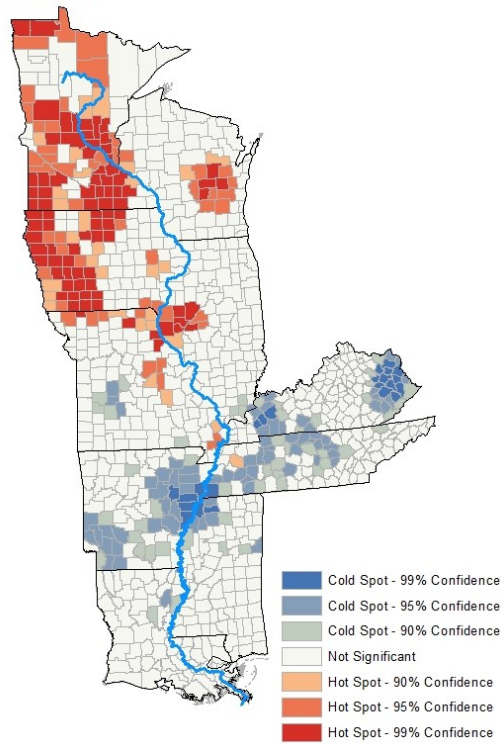 Cold Spot - 99% Confidence
Cold Spot - 95% Confidence
Cold Spot - 90% Confidence
Not Significant
Hot Spot - 90% Confidence
Hot Spot - 95% Confidence
Hot Spot - 99% Confidence